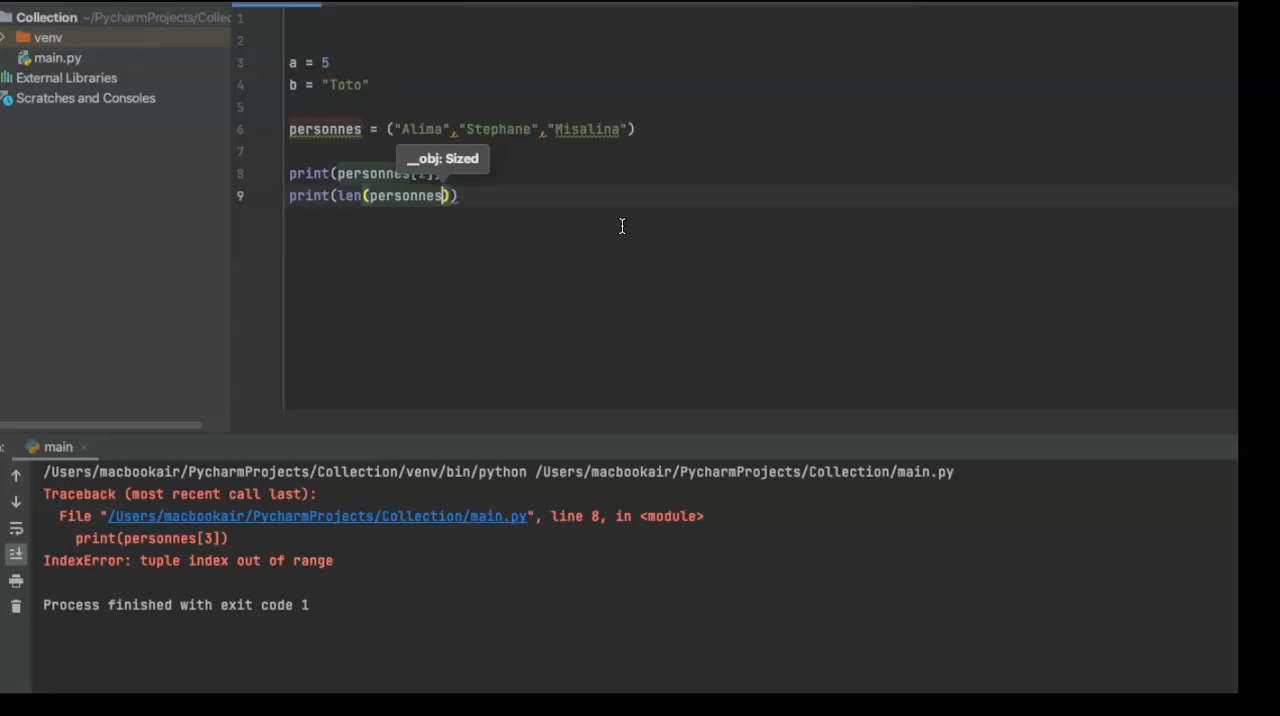 Collection ~/PycharmProjects/Collec
venv
main.py
External Libraries
Scratches and Consoles
1
2
3 a = 5
4 b = "Toto"
5
6 personnes = ("Alima","Stephane","Misalina")
7
__obj: Sized
8 print(personnes[2])
9 print(len(personnes))
main
/Users/macbookair/PycharmProjects/Collection/venv/bin/python /Users/macbookair/PycharmProjects/Collection/main.py
Traceback (most recent call last):
File "/Users/macbookair/PycharmProjects/Collection/main.py", line 8, in <module>
print(personnes[3])
IndexError: tuple index out of range
Process finished with exit code 1